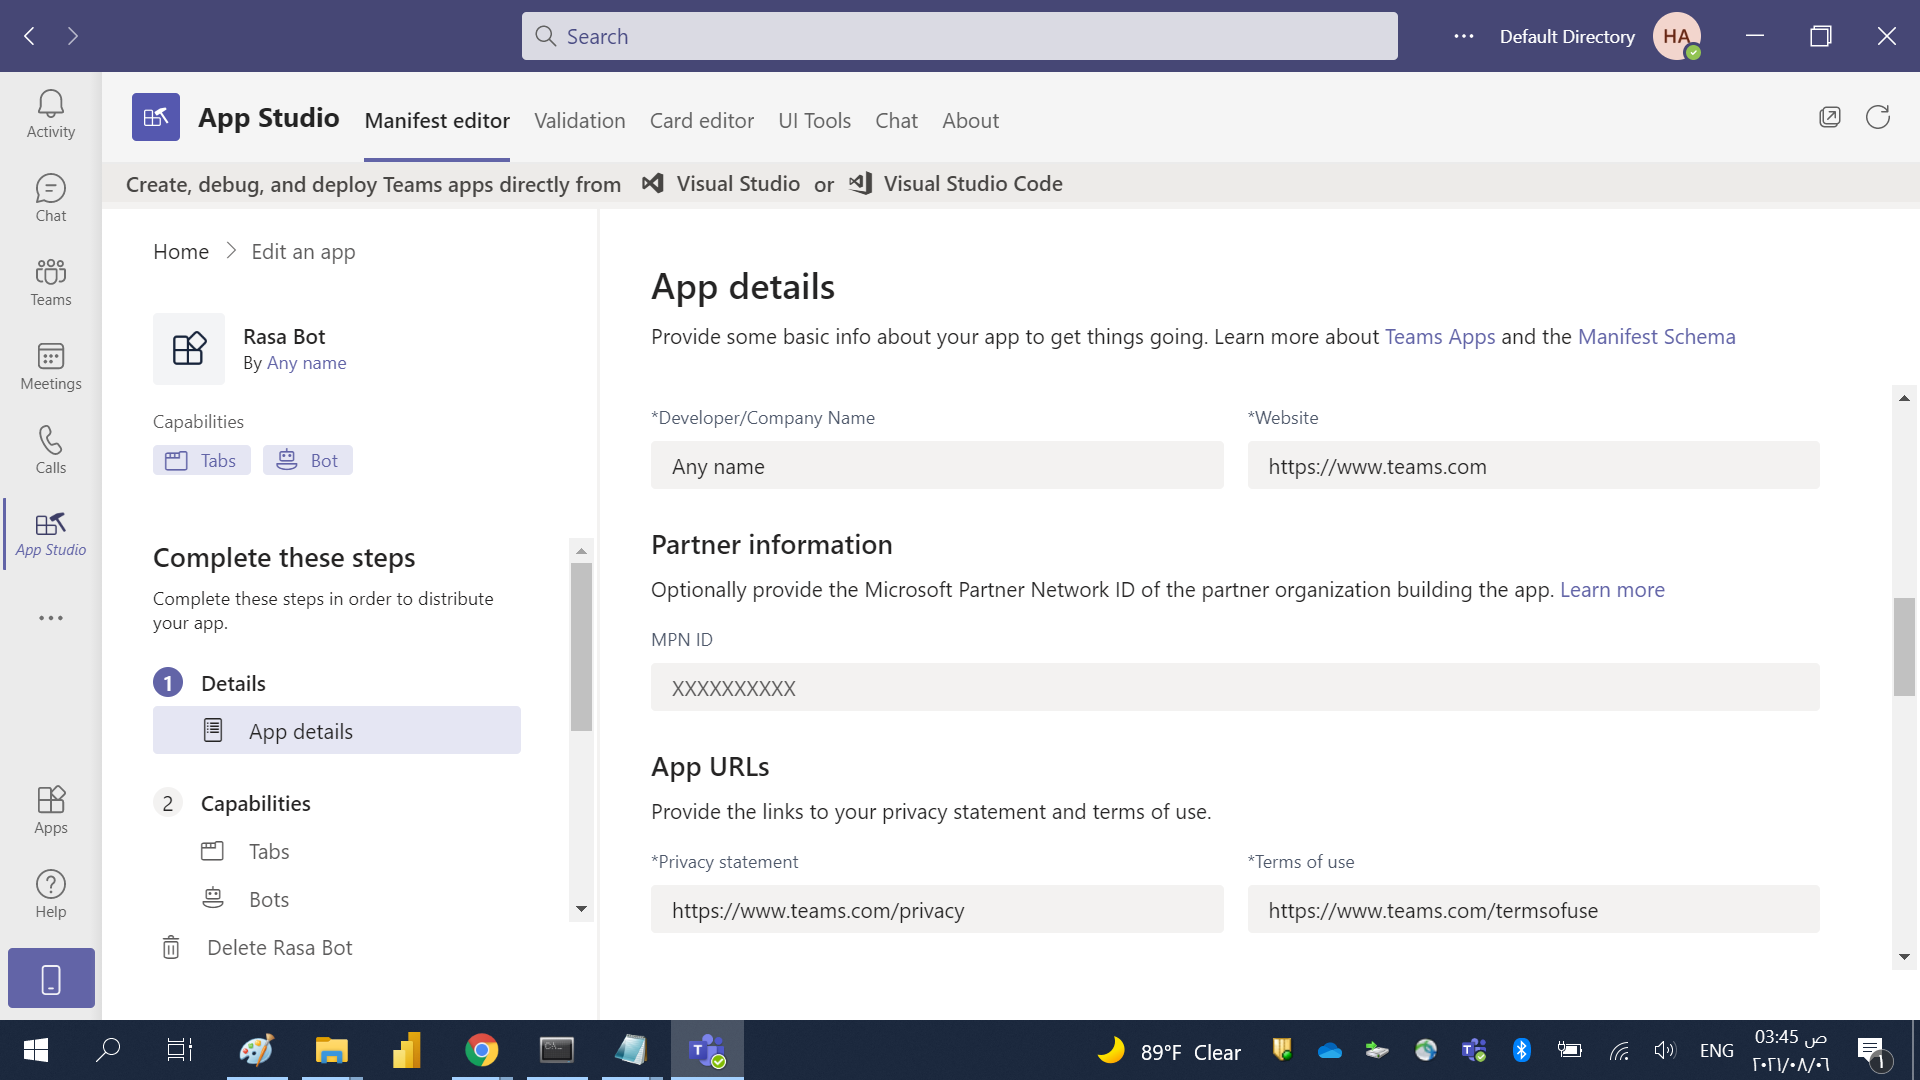 Search
Default Directory
HA
Activity
Chat
Teams
Meetings
Calls
App Studio
Apps
Help
App Studio
Manifest editor
Validation
Card editor
UI Tools
Chat
About
Create, debug, and deploy Teams apps directly from Visual Studio or Visual Studio Code
Home
Edit an app
Rasa Bot
By Any name
Capabilities
Tabs
Bot
Complete these steps
Complete these steps in order to distribute
your app.
1 Details
App details
2 Capabilities
Tabs
Bots
Delete Rasa Bot
App details
Provide some basic info about your app to get things going. Learn more about Teams Apps and the Manifest Schema
*Developer/Company Name
Any name
*Website
https://www.teams.com
Partner information
Optionally provide the Microsoft Partner Network ID of the partner organization building the app. Learn more
MPN ID
XXXXXXXXXX
App URLs
Provide the links to your privacy statement and terms of use.
*Privacy statement
https://www.teams.com/privacy
*Terms of use
https://www.teams.com/termsofuse
89°F Clear
ENG
03:45 ص
٢٠٢١/٠٨/٠٦
١